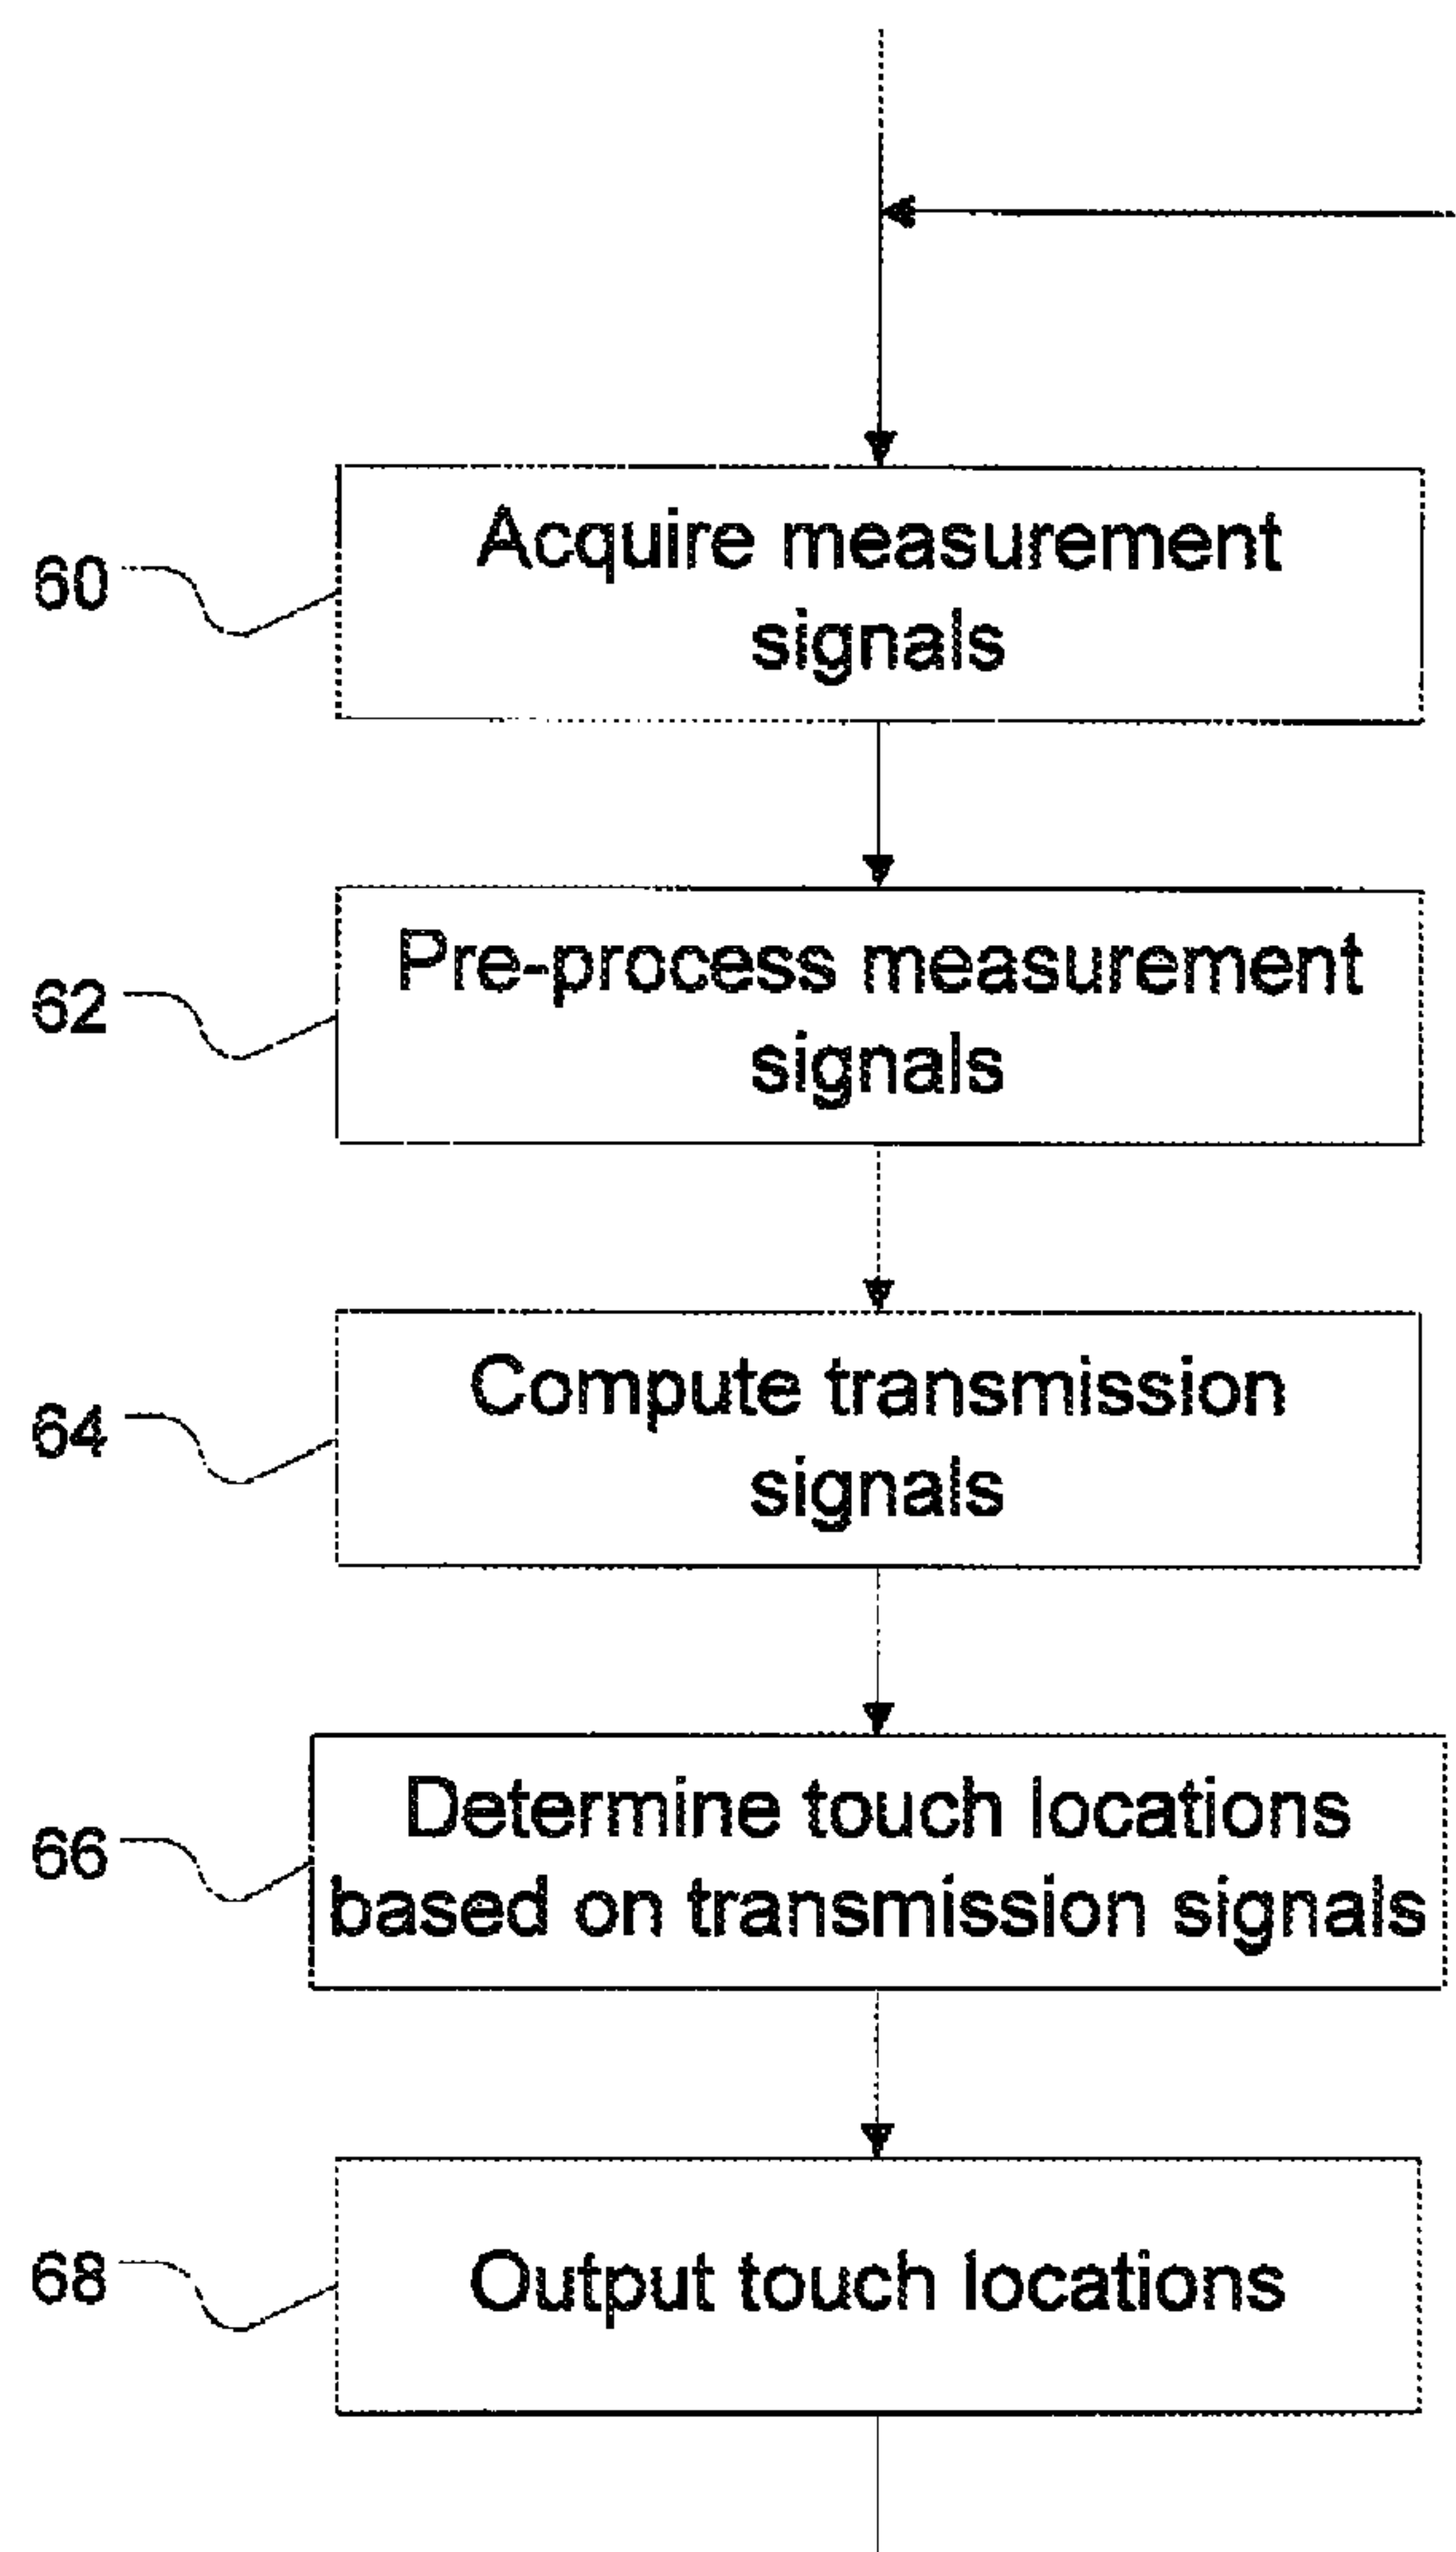 60
Acquire measurement
signals
62
Pre-process measurement
signals
64
Compute transmission
signals
66
Determine touch locations
based on transmission signals
68
Output touch locations